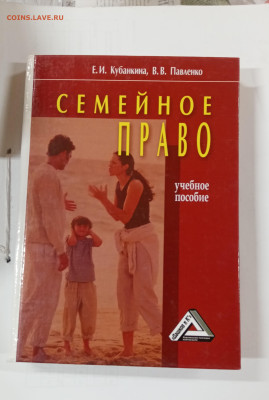 COINS.LAVE.RU
Е.И. Кубанкина, В.В. Павленко
СЕМЕЙНОЕ
ПРАВО
учебное
пособие